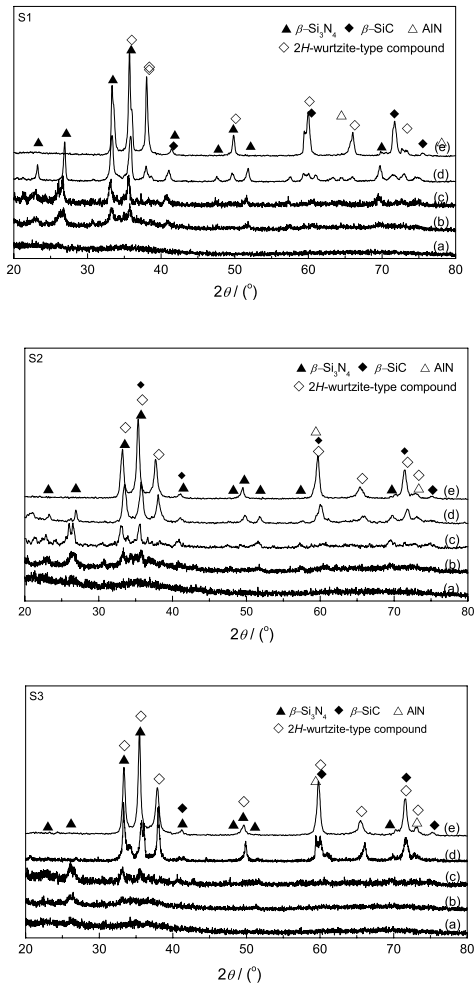 S1
▲ β–Si₃N₄ ◆ β–SiC △ AlN
◇ 2H-wurtzite-type compound
(e)
(d)
(c)
(b)
(a)
20 30 40 50 60 70 80
2θ / (°)
S2
▲ β–Si₃N₄ ◆ β–SiC △ AlN
◇ 2H-wurtzite-type compound
(e)
(d)
(c)
(b)
(a)
20 30 40 50 60 70 80
2θ / (°)
S3
▲ β–Si₃N₄ ◆ β–SiC △ AlN
◇ 2H-wurtzite-type compound
(e)
(d)
(c)
(b)
(a)
20 30 40 50 60 70 80
2θ / (°)